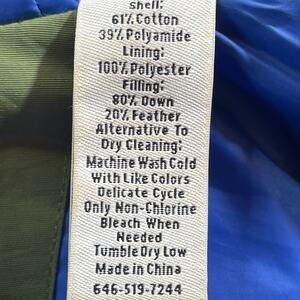 shell:
61% Cotton
39% Polyamide
Lining:
100% Polyester
Filling:
80% Down
20% Feather
Alternative To
Dry Cleaning:
Machine Wash Cold
With Like Colors
Delicate Cycle
Only Non-Chlorine
Bleach When
Needed
Tumble Dry Low
Made in China
646-519-7244